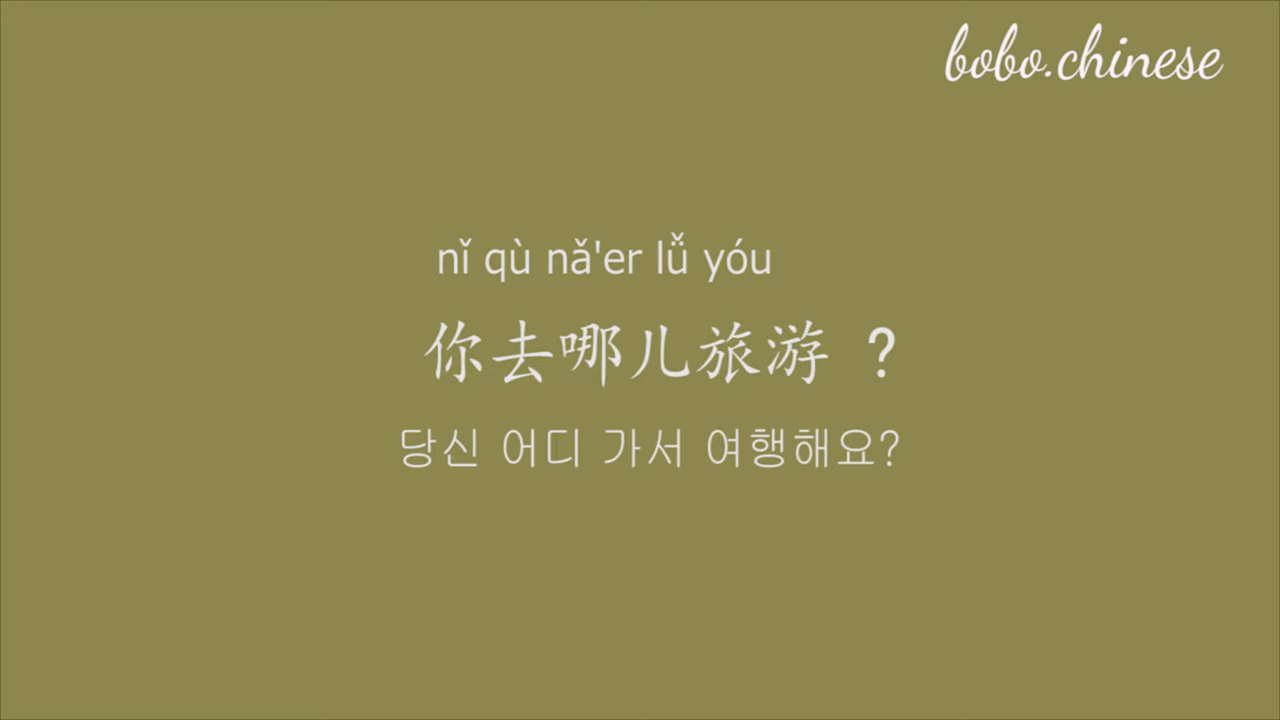 bobo.chinese
nǐ qù nǎ'er lǚ yóu
你去哪儿旅游 ?
당신 어디 가서 여행해요?